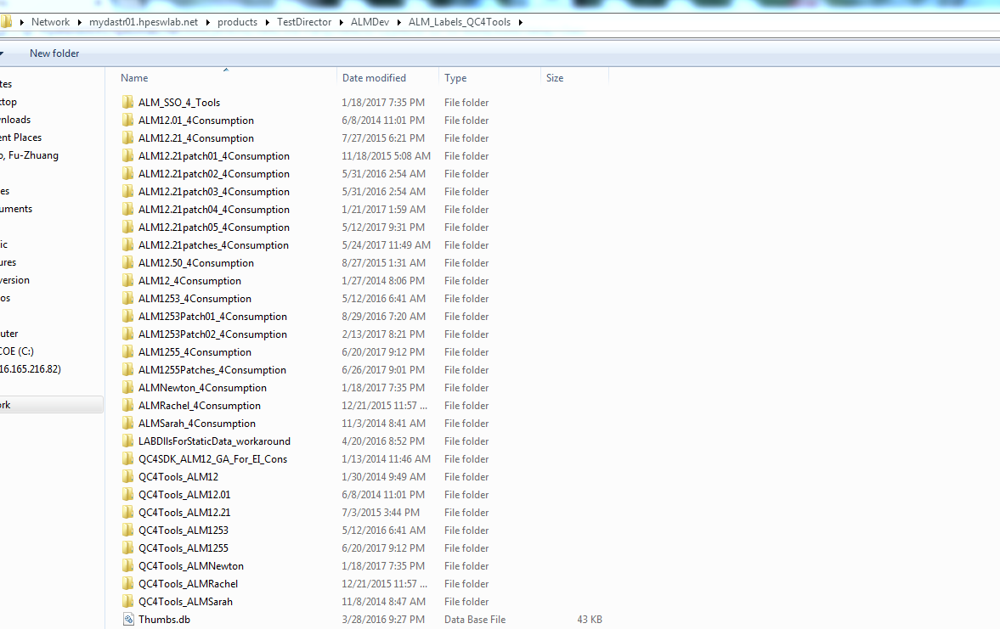 Network mydastr01.hpeswlab.net products TestDirector ALMDev ALM_Labels_QC4Tools
New folder
tes
ktop
wnloads
ent Places
o, Fu-Zhuang
es
uments
ic
ures
version
os
uter
COE (C:)
16.165.216.82)
ork
Name Date modified Type Size
ALM_SSO_4_Tools 1/18/2017 7:35 PM File folder
ALM12.01_4Consumption 6/8/2014 11:01 PM File folder
ALM12.21_4Consumption 7/27/2015 6:21 PM File folder
ALM12.21patch01_4Consumption 11/18/2015 5:08 AM File folder
ALM12.21patch02_4Consumption 5/31/2016 2:54 AM File folder
ALM12.21patch03_4Consumption 5/31/2016 2:54 AM File folder
ALM12.21patch04_4Consumption 1/21/2017 1:59 AM File folder
ALM12.21patch05_4Consumption 5/12/2017 9:31 PM File folder
ALM12.21patches_4Consumption 5/24/2017 11:49 AM File folder
ALM12.50_4Consumption 8/27/2015 1:31 AM File folder
ALM12_4Consumption 1/27/2014 8:06 PM File folder
ALM1253_4Consumption 5/12/2016 6:41 AM File folder
ALM1253Patch01_4Consumption 8/29/2016 7:20 AM File folder
ALM1253Patch02_4Consumption 2/13/2017 8:21 PM File folder
ALM1255_4Consumption 6/20/2017 9:12 PM File folder
ALM1255Patches_4Consumption 6/26/2017 9:01 PM File folder
ALMNewton_4Consumption 1/18/2017 7:35 PM File folder
ALMRachel_4Consumption 12/21/2015 11:57 ... File folder
ALMSarah_4Consumption 11/3/2014 8:41 AM File folder
LABDllsForStaticData_workaround 4/20/2016 8:52 PM File folder
QC4SDK_ALM12_GA_For_EI_Cons 1/13/2014 11:46 AM File folder
QC4Tools_ALM12 1/30/2014 9:49 AM File folder
QC4Tools_ALM12.01 6/8/2014 11:01 PM File folder
QC4Tools_ALM12.21 7/3/2015 3:44 PM File folder
QC4Tools_ALM1253 5/12/2016 6:41 AM File folder
QC4Tools_ALM1255 6/20/2017 9:12 PM File folder
QC4Tools_ALMNewton 1/18/2017 7:35 PM File folder
QC4Tools_ALMRachel 12/21/2015 11:57 ... File folder
QC4Tools_ALMSarah 11/8/2014 8:47 AM File folder
Thumbs.db 3/28/2016 9:27 PM Data Base File 43 KB